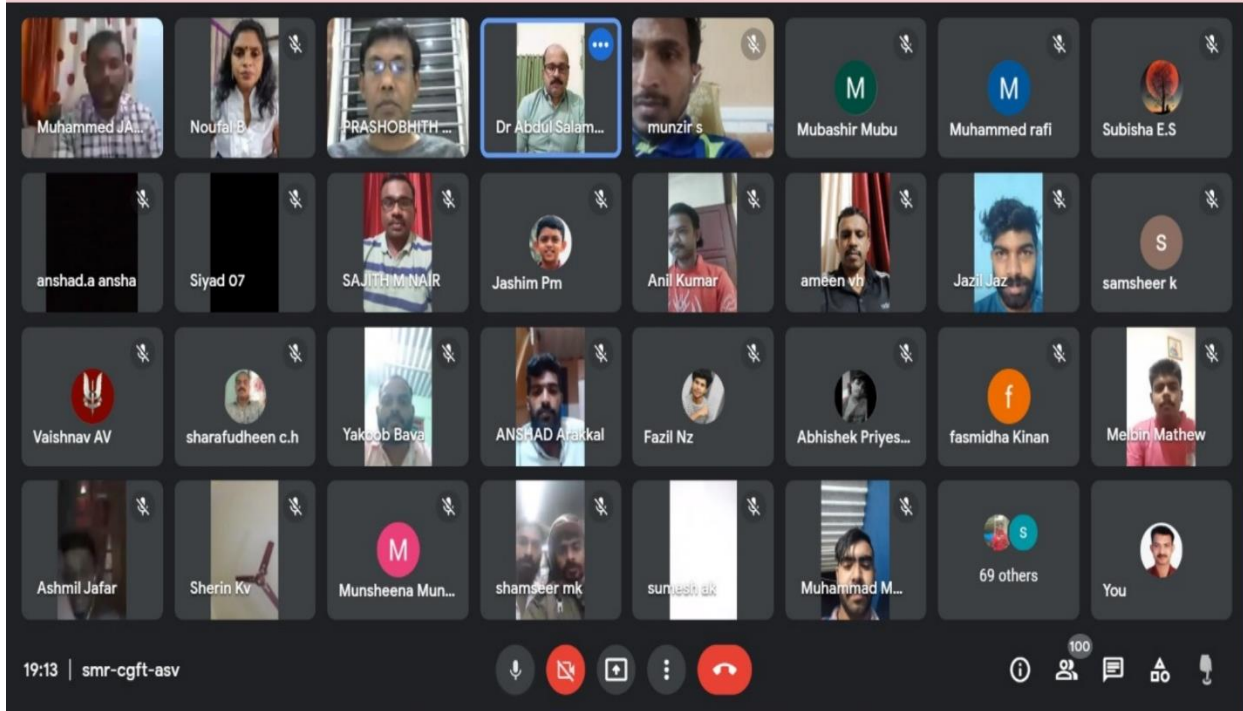 Muhammed JA...
Noufal B
PRASHOBHITH ...
Dr Abdul Salam...
munzir s
M
Mubashir Mubu
M
Muhammed rafi
Subisha E.S
anshad.a ansha
Siyad 07
SAJITH M NAIR
Jashim Pm
Anil Kumar
ameen vh
Jazil Jaz
S
samsheer k
Vaishnav AV
sharafudheen c.h
Yakoob Bava
ANSHAD Arakkal
Fazil Nz
Abhishek Priyes...
f
fasmidha Kinan
Melbin Mathew
Ashmil Jafar
Sherin Kv
M
Munsheena Mun...
shamseer mk
sumesh ak
Muhammad M...
S
69 others
You
19:13 | smr-cgft-asv
100